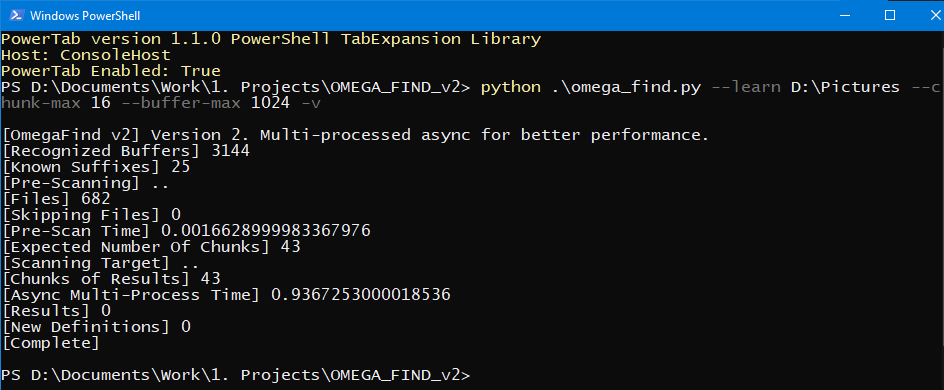 Windows PowerShell
PowerTab version 1.1.0 PowerShell TabExpansion Library
Host: ConsoleHost
PowerTab Enabled: True
PS D:\Documents\Work\1. Projects\OMEGA_FIND_v2> python .\omega_find.py --learn D:\Pictures --c
hunk-max 16 --buffer-max 1024 -v
[OmegaFind v2] Version 2. Multi-processed async for better performance.
[Recognized Buffers] 3144
[Known Suffixes] 25
[Pre-Scanning] ..
[Files] 682
[Skipping Files] 0
[Pre-Scan Time] 0.0016628999983367976
[Expected Number Of Chunks] 43
[Scanning Target] ..
[Chunks of Results] 43
[Async Multi-Process Time] 0.9367253000018536
[Results] 0
[New Definitions] 0
[Complete]
PS D:\Documents\Work\1. Projects\OMEGA_FIND_v2>